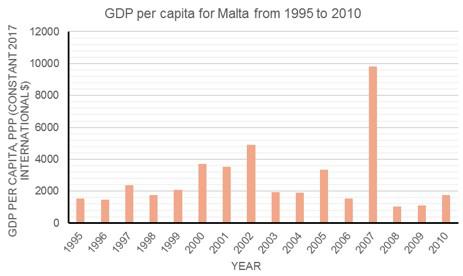 GDP per capita for Malta from 1995 to 2010
GDP PER CAPITA. PPP (CONSTANT 2017
INTERNATIONAL$)
12000
10000
8000
6000
4000
2000
0
1995 1996 1997 1998 1999 2000 2001 2002 2003 2004 2005 2006 2007 2008 2009 2010
YEAR